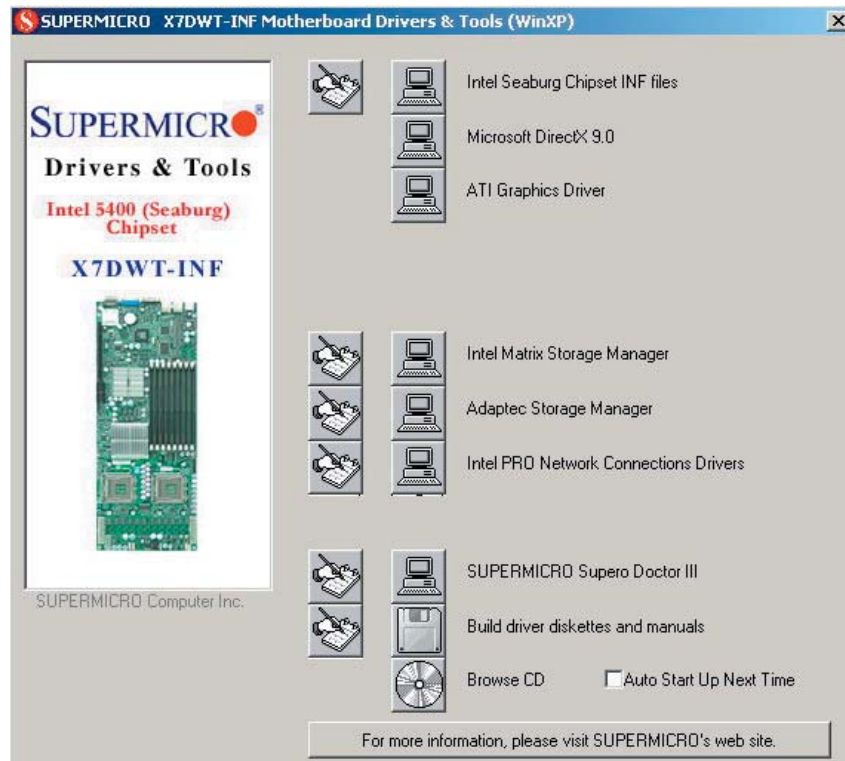 SUPERMICRO X7DWT-INF Motherboard Drivers & Tools (WinXP)
SUPERMICRO®
Drivers & Tools
Intel 5400 (Seaburg)
Chipset
X7DWT-INF
SUPERMICRO Computer Inc.
Intel Seaburg Chipset INF files
Microsoft DirectX 9.0
ATI Graphics Driver
Intel Matrix Storage Manager
Adaptec Storage Manager
Intel PRO Network Connections Drivers
SUPERMICRO Supero Doctor III
Build driver diskettes and manuals
Browse CD
Auto Start Up Next Time
For more information, please visit SUPERMICRO's web site.